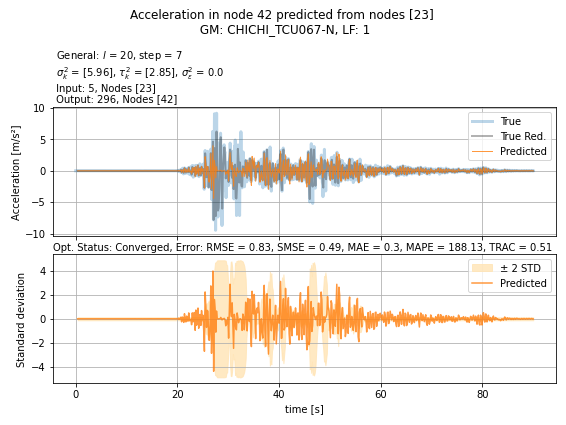 Acceleration in node 42 predicted from nodes [23]
GM: CHICHI_TCU067-N, LF: 1
General: l = 20, step = 7
σ²ₖ = [5.96], τ²ₖ = [2.85], σ²ε = 0.0
Input: 5, Nodes [23]
Output: 296, Nodes [42]
Acceleration [m/s²]
10
5
0
−5
−10
True
True Red.
Predicted
Opt. Status: Converged, Error: RMSE = 0.83, SMSE = 0.49, MAE = 0.3, MAPE = 188.13, TRAC = 0.51
Standard deviation
4
2
0
−2
−4
± 2 STD
Predicted
0 20 40 60 80
time [s]